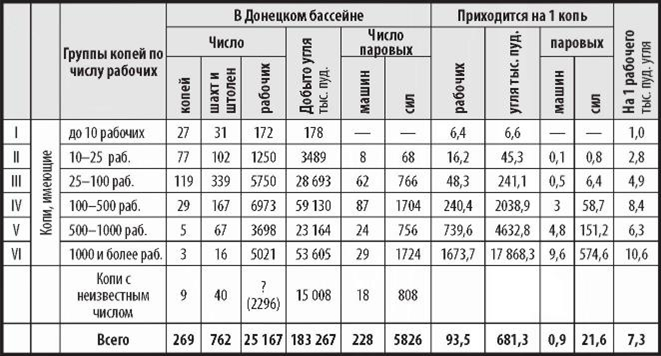 Группы копей по числу рабочих
В Донецком бассейне
Приходится на 1 копь
На 1 рабочего тыс. пуд. угля
Число
Добыто угля тыс. пуд.
Число паровых
рабочих
угля тыс. пуд.
паровых
копей
шахт и штолен
рабочих
машин
сил
машин
сил
Копи, имеющие
I до 10 рабочих 27 31 172 178 — — 6,4 6,6 — — 1,0
II 10–25 раб. 77 102 1250 3489 8 68 16,2 45,3 0,1 0,8 2,8
III 25–100 раб. 119 339 5750 28 693 62 766 48,3 241,1 0,5 6,4 4,9
IV 100–500 раб. 29 167 6973 59 130 87 1704 240,4 2038,9 3 58,7 8,4
V 500–1000 раб. 5 67 3698 23 164 24 756 739,6 4632,8 4,8 151,2 6,3
VI 1000 и более раб. 3 16 5021 53 605 29 1724 1673,7 17 868,3 9,6 574,6 10,6
Копи с неизвестным числом 9 40 ? (2296) 15 008 18 808
Всего 269 762 25 167 183 267 228 5826 93,5 681,3 0,9 21,6 7,3